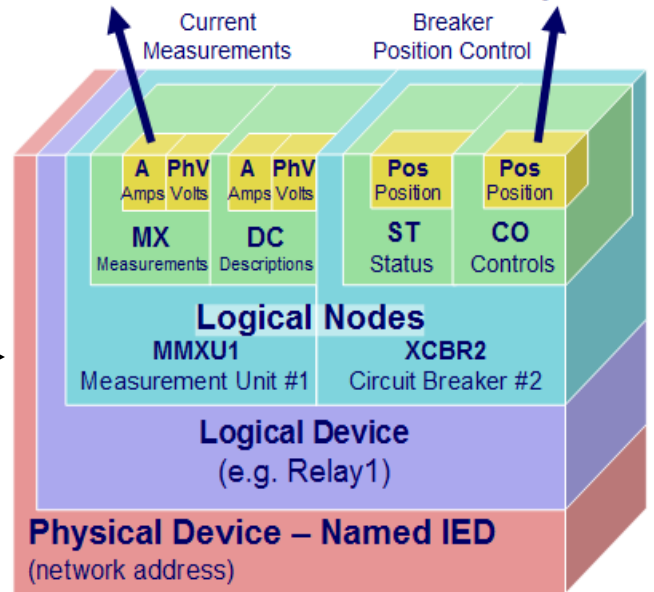 Current
Measurements
Breaker
Position Control
A PhV
Amps Volts
A PhV
Amps Volts
Pos
Position
Pos
Position
MX
Measurements
DC
Descriptions
ST
Status
CO
Controls
Logical Nodes
MMXU1
Measurement Unit #1
XCBR2
Circuit Breaker #2
Logical Device
(e.g. Relay1)
Physical Device – Named IED
(network address)